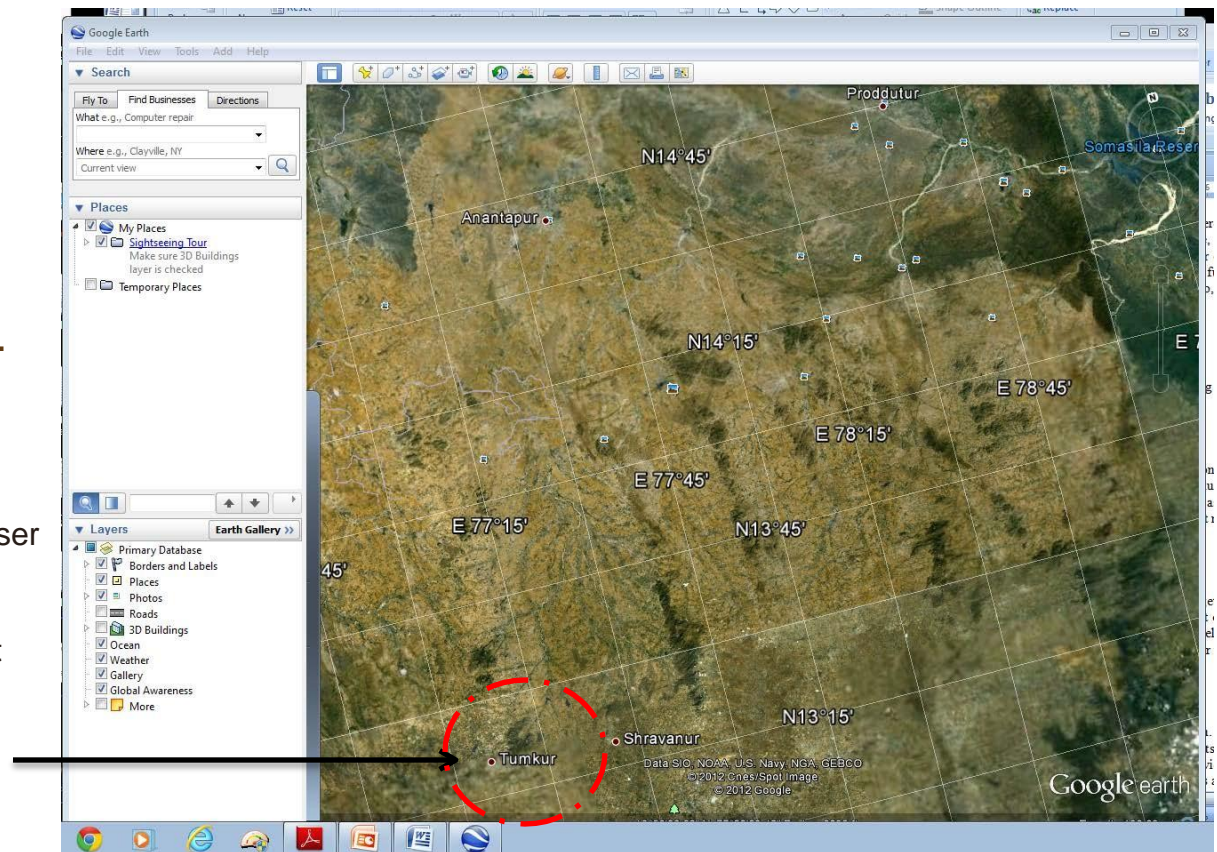 Google Earth
File Edit View Tools Add Help
Search
Fly To Find Businesses Directions
What e.g., Computer repair
Where e.g., Clayville, NY
Current view
Places
My Places
Sightseeing Tour
Make sure 3D Buildings
layer is checked
Temporary Places
Layers
Earth Gallery >>
Primary Database
Borders and Labels
Places
Photos
Roads
3D Buildings
Ocean
Weather
Gallery
Global Awareness
More
Proddutur
N14°45'
Anantapur
N14°15'
E 78°45'
E 78°15'
E 77°45'
E 77°15'
N13°45'
45'
N13°15'
Shravanur
Tumkur
Data SIO, NOAA, U.S. Navy, NGA, GEBCO
© 2012 Cnes/Spot Image
© 2012 Google
Google earth
ser